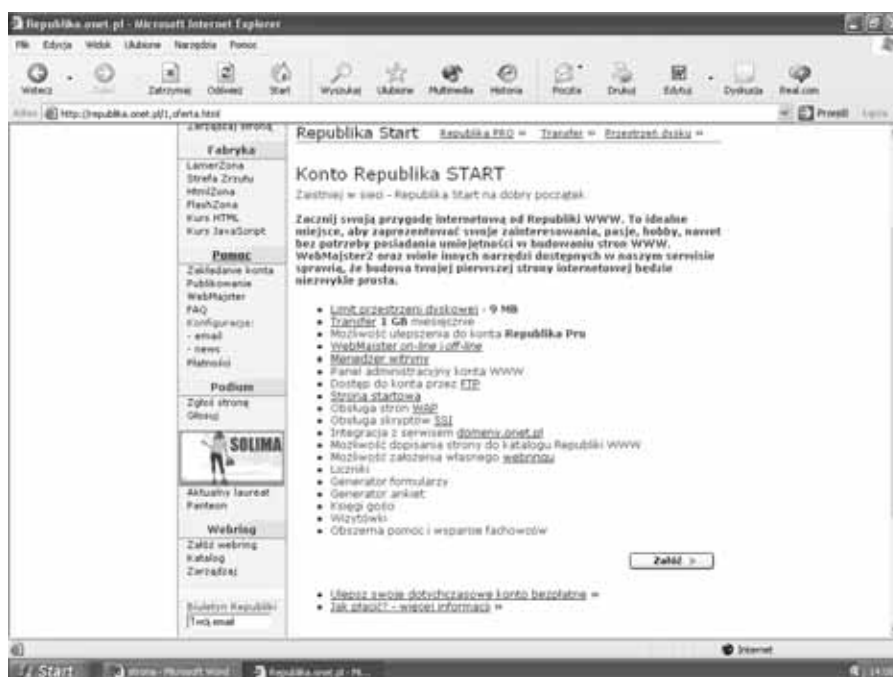 Republika.onet.pl - Microsoft Internet Explorer
Plik Edycja Widok Ulubione Narzędzia Pomoc
Wstecz Zatrzymaj Odśwież Start Wyszukaj Ulubione Multimedia Historia Poczta Drukuj Edytuj Dyskusja Real.com
http://republika.onet.pl/1,oferta.html Przejdź Łącza
Zarządzaj stroną
Fabryka
LamerZona
Strefa Zrzutu
HtmlZona
FlashZona
Kurs HTML
Kurs JavaScript
Pomoc
Zakładanie konta
Publikowanie
WebMajster
FAQ
Konfiguracja:
- email
- news
Płatności
Podium
Zgłoś stronę
Głosuj
SOLIMA
Aktualny laureat
Panteon
Webring
Załóż webring
Katalog
Zarządzaj
Biuletyn Republiki
Twój email
Republika Start Republika PRO » Transfer » Przestrzeń dysku »
Konto Republika START
Zaistniej w sieci - Republika Start na dobry początek
Zacznij swoją przygodę internetową od Republiki WWW. To idealne
miejsce, aby zaprezentować swoje zainteresowania, pasje, hobby, nawet
bez potrzeby posiadania umiejętności w budowaniu stron WWW.
WebMajster2 oraz wiele innych narzędzi dostępnych w naszym serwisie
sprawią, że budowa twojej pierwszej strony internetowej będzie
niezwykle prosta.
• Limit przestrzeni dyskowej - 9 MB
• Transfer 1 GB miesięcznie
• Możliwość ulepszenia do konta Republika Pro
• WebMajster on-line i off-line
• Menedżer witryny
• Panel administracyjny konta WWW
• Dostęp do konta przez FTP
• Strona startowa
• Obsługa stron WAP
• Obsługa skryptów SSI
• Integracja z serwisem domeny.onet.pl
• Możliwość dopisania strony do katalogu Republiki WWW
• Możliwość założenia własnego webringu
• Liczniki
• Generator formularzy
• Generator ankiet
• Księgi gości
• Wizytówki
• Obszerna pomoc i wsparcie fachowców
Załóż >
• Ulepsz swoje dotychczasowe konto bezpłatnie »
• Jak płacić? - więcej informacji »
Internet
Start strona - Microsoft Word Republika.onet.pl - Mi...